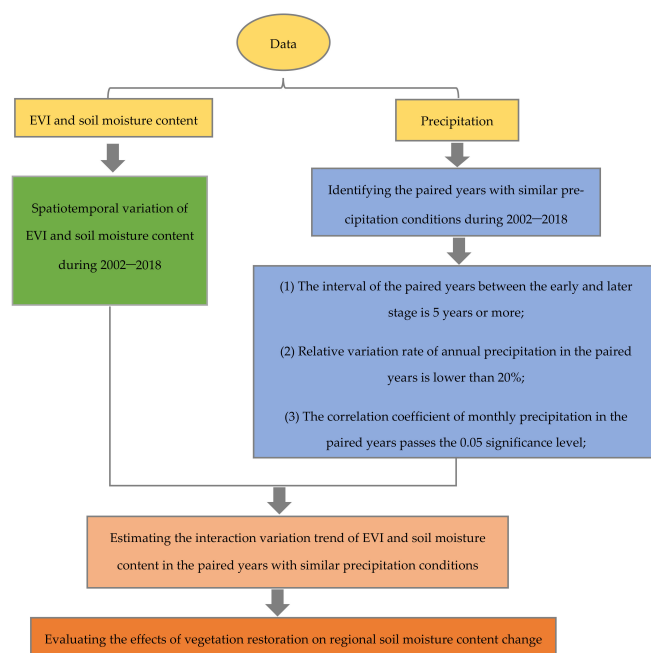 Data
EVI and soil moisture content
Precipitation
Spatiotemporal variation of
EVI and soil moisture content
during 2002—2018
Identifying the paired years with similar pre-
cipitation conditions during 2002—2018
(1) The interval of the paired years between the early and later
stage is 5 years or more;
(2) Relative variation rate of annual precipitation in the paired
years is lower than 20%;
(3) The correlation coefficient of monthly precipitation in the
paired years passes the 0.05 significance level;
Estimating the interaction variation trend of EVI and soil moisture
content in the paired years with similar precipitation conditions
Evaluating the effects of vegetation restoration on regional soil moisture content change